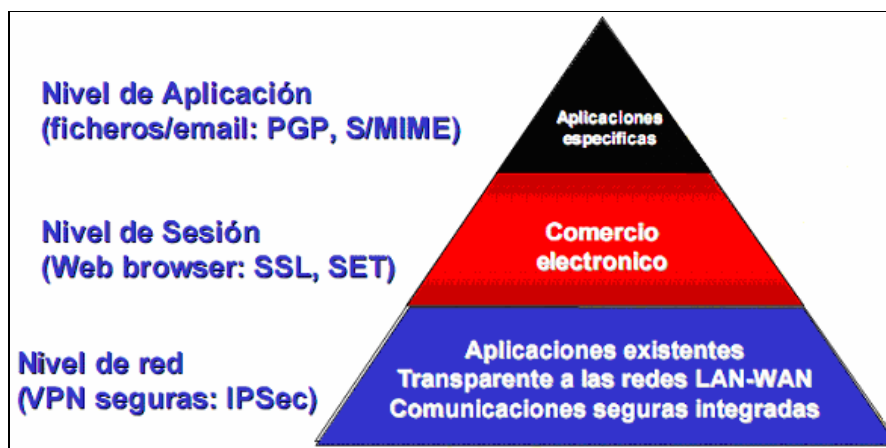 Nivel de Aplicación
(ficheros/email: PGP, S/MIME)
Aplicaciones
especificas
Nivel de Sesión
(Web browser: SSL, SET)
Comercio
electronico
Nivel de red
(VPN seguras: IPSec)
Aplicaciones existentes
Transparente a las redes LAN-WAN
Comunicaciones seguras integradas